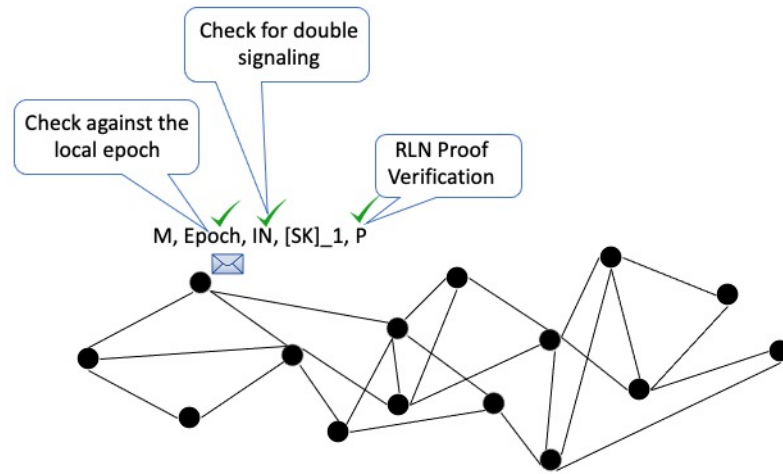 Check for double
signaling
Check against the
local epoch
RLN Proof
Verification
M, Epoch, IN, [SK]_1, P